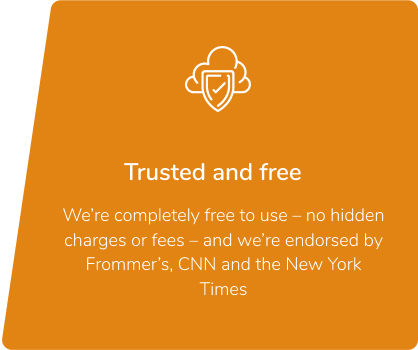 Trusted and free
We’re completely free to use – no hidden
charges or fees – and we’re endorsed by
Frommer’s, CNN and the New York
Times